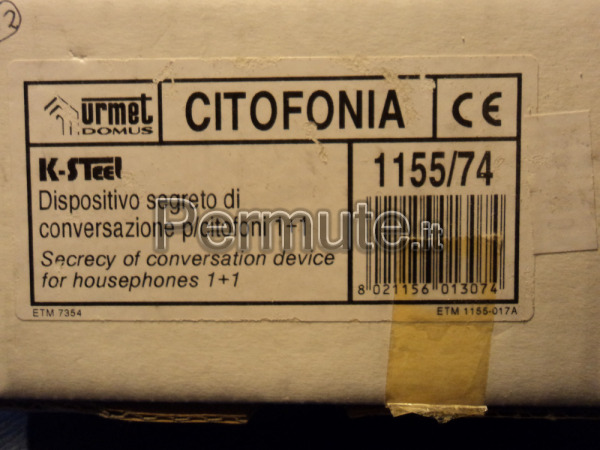 2
urmet
DOMUS
CITOFONIA
CE
K-STeel
Dispositivo segreto di
conversazione p/citofoni 1+1
Secrecy of conversation device
for housephones 1+1
1155/74
8 021156 013074
ETM 7354
ETM 1155-017A
Permute.it